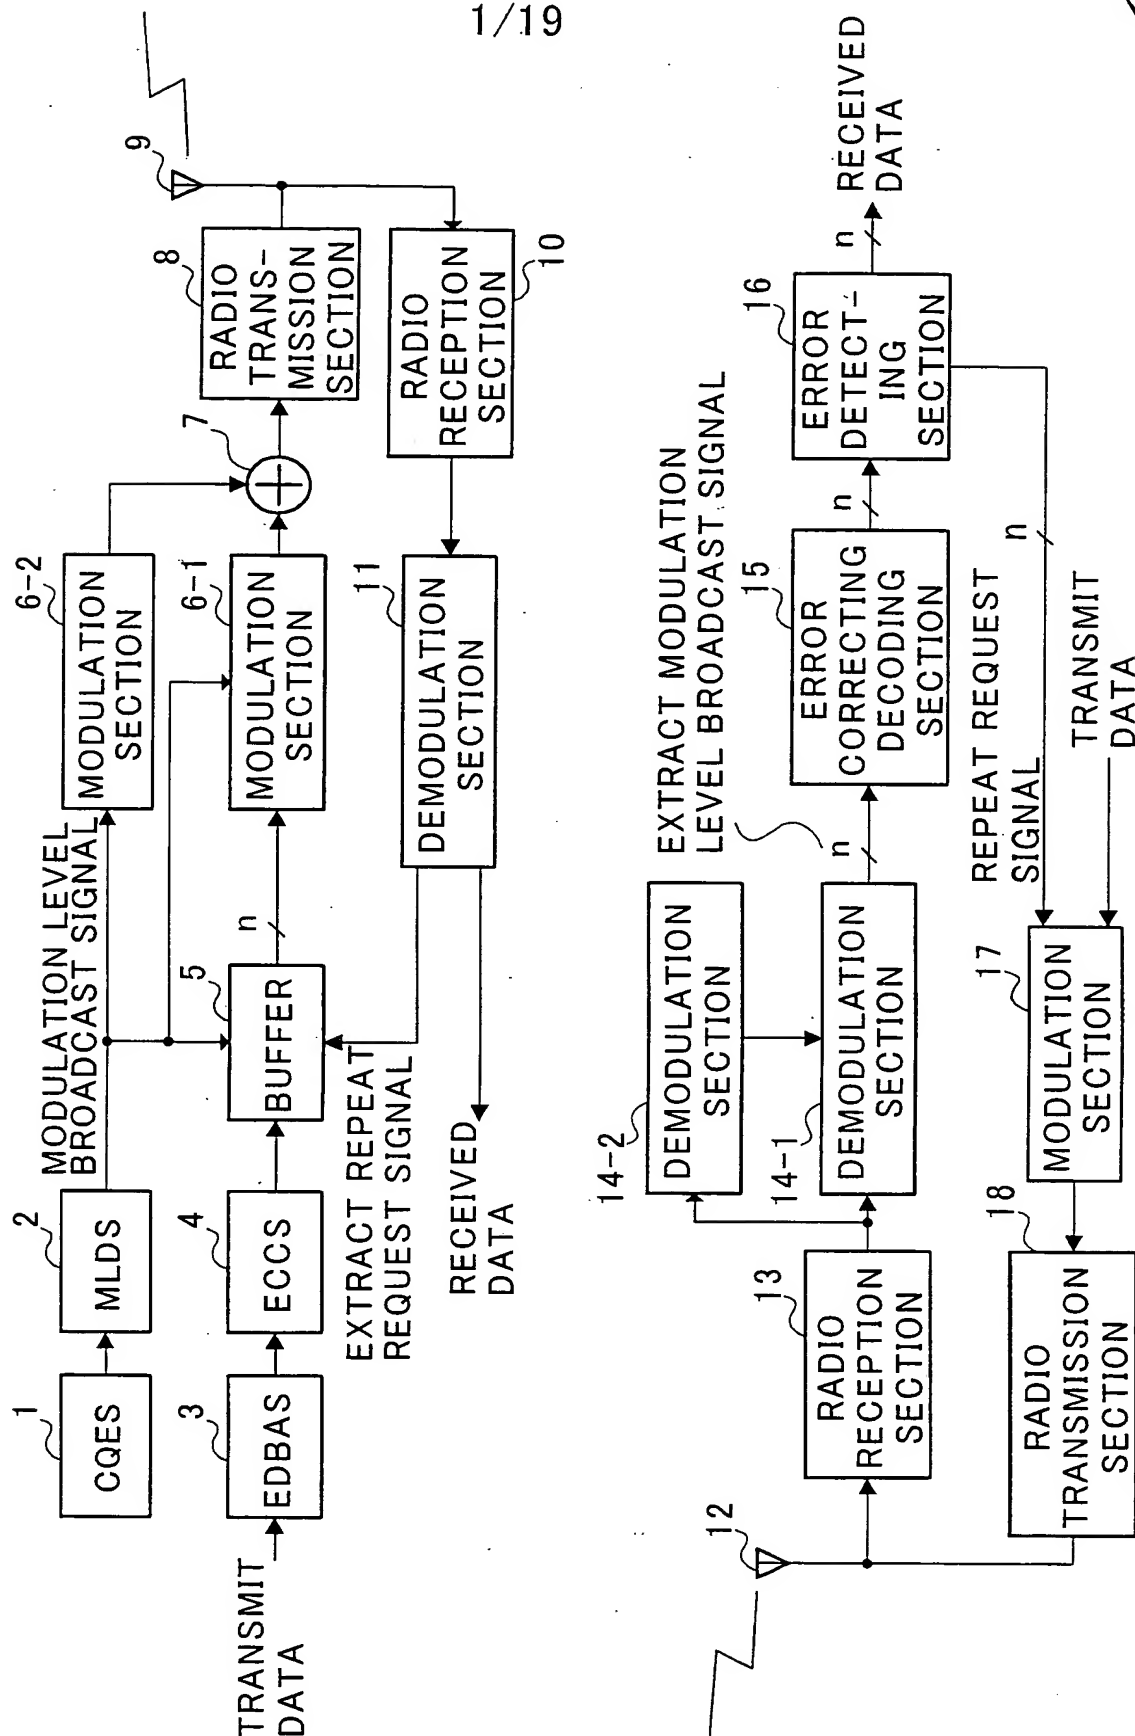 1/19
1
CQES
2
MLDS
MODULATION LEVEL
BROADCAST SIGNAL
6-2
MODULATION
SECTION
7
8
RADIO
TRANS-
MISSION
SECTION
9
TRANSMIT
DATA
3
EDBAS
4
ECCS
5
BUFFER
n
6-1
MODULATION
SECTION
EXTRACT REPEAT
REQUEST SIGNAL
RECEIVED
DATA
11
DEMODULATION
SECTION
RADIO
RECEPTION
SECTION
10
12
13
RADIO
RECEPTION
SECTION
14-2
DEMODULATION
SECTION
14-1
DEMODULATION
SECTION
EXTRACT MODULATION
LEVEL BROADCAST SIGNAL
n
15
ERROR
CORRECTING
DECODING
SECTION
n
16
ERROR
DETECT-
ING
SECTION
n
RECEIVED
DATA
18
RADIO
TRANSMISSION
SECTION
17
MODULATION
SECTION
REPEAT REQUEST
SIGNAL
n
TRANSMIT
DATA